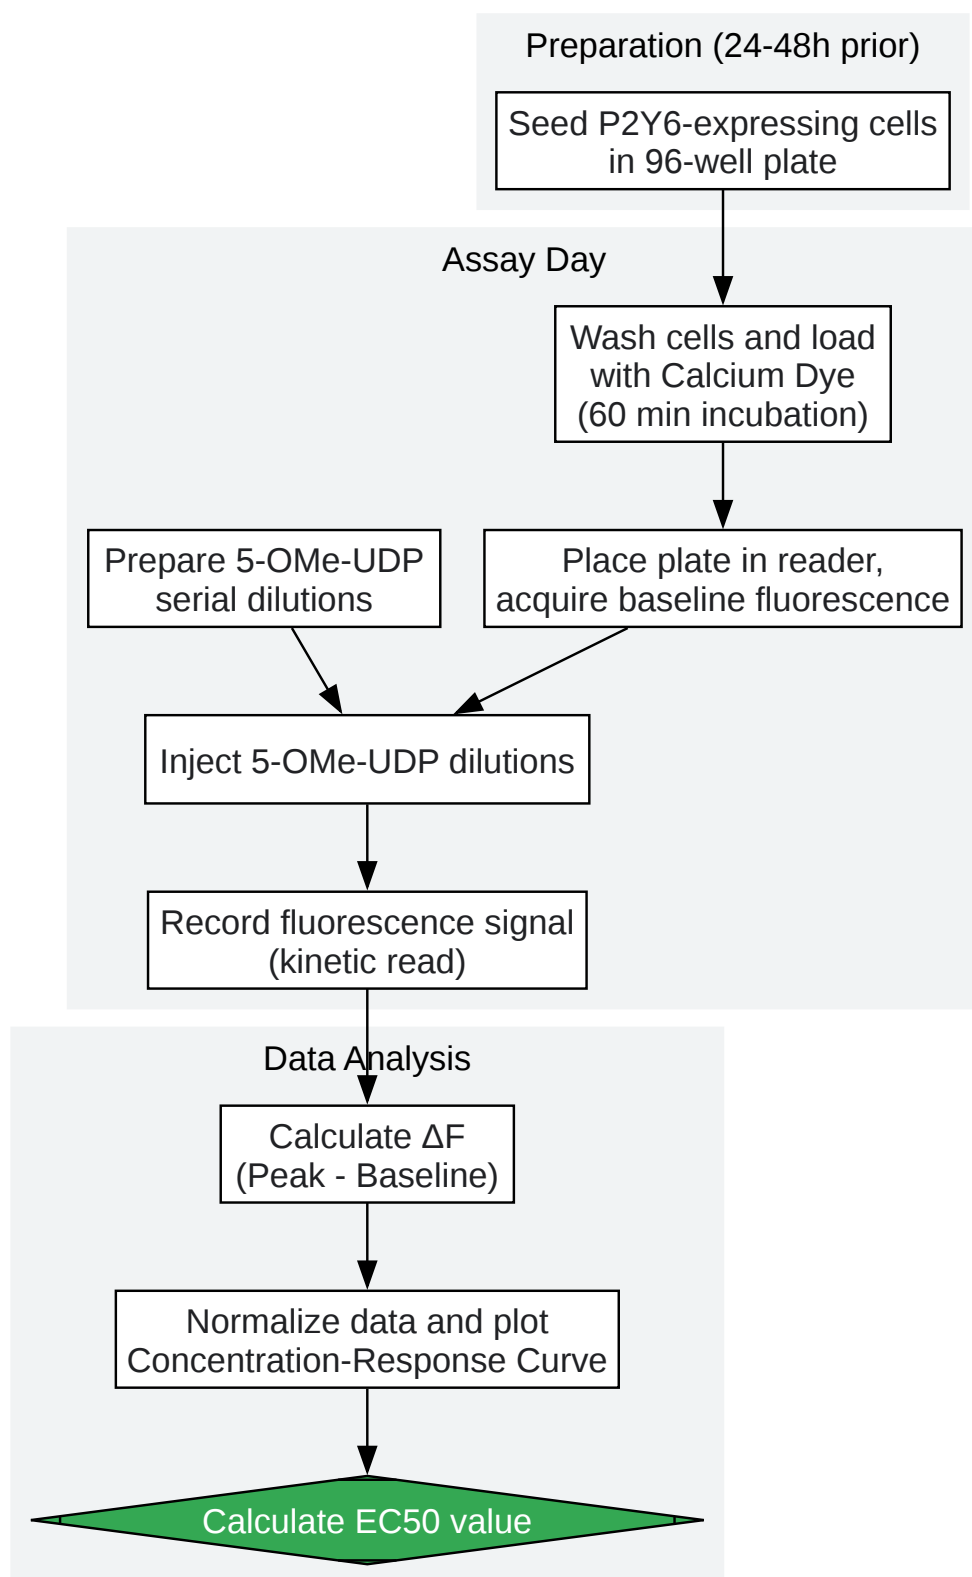 Preparation (24-48h prior)
Seed P2Y6-expressing cells
in 96-well plate
Assay Day
Wash cells and load
with Calcium Dye
(60 min incubation)
Prepare 5-OMe-UDP
serial dilutions
Place plate in reader,
acquire baseline fluorescence
Inject 5-OMe-UDP dilutions
Record fluorescence signal
(kinetic read)
Data Analysis
Calculate ΔF
(Peak - Baseline)
Normalize data and plot
Concentration-Response Curve
Calculate EC50 value